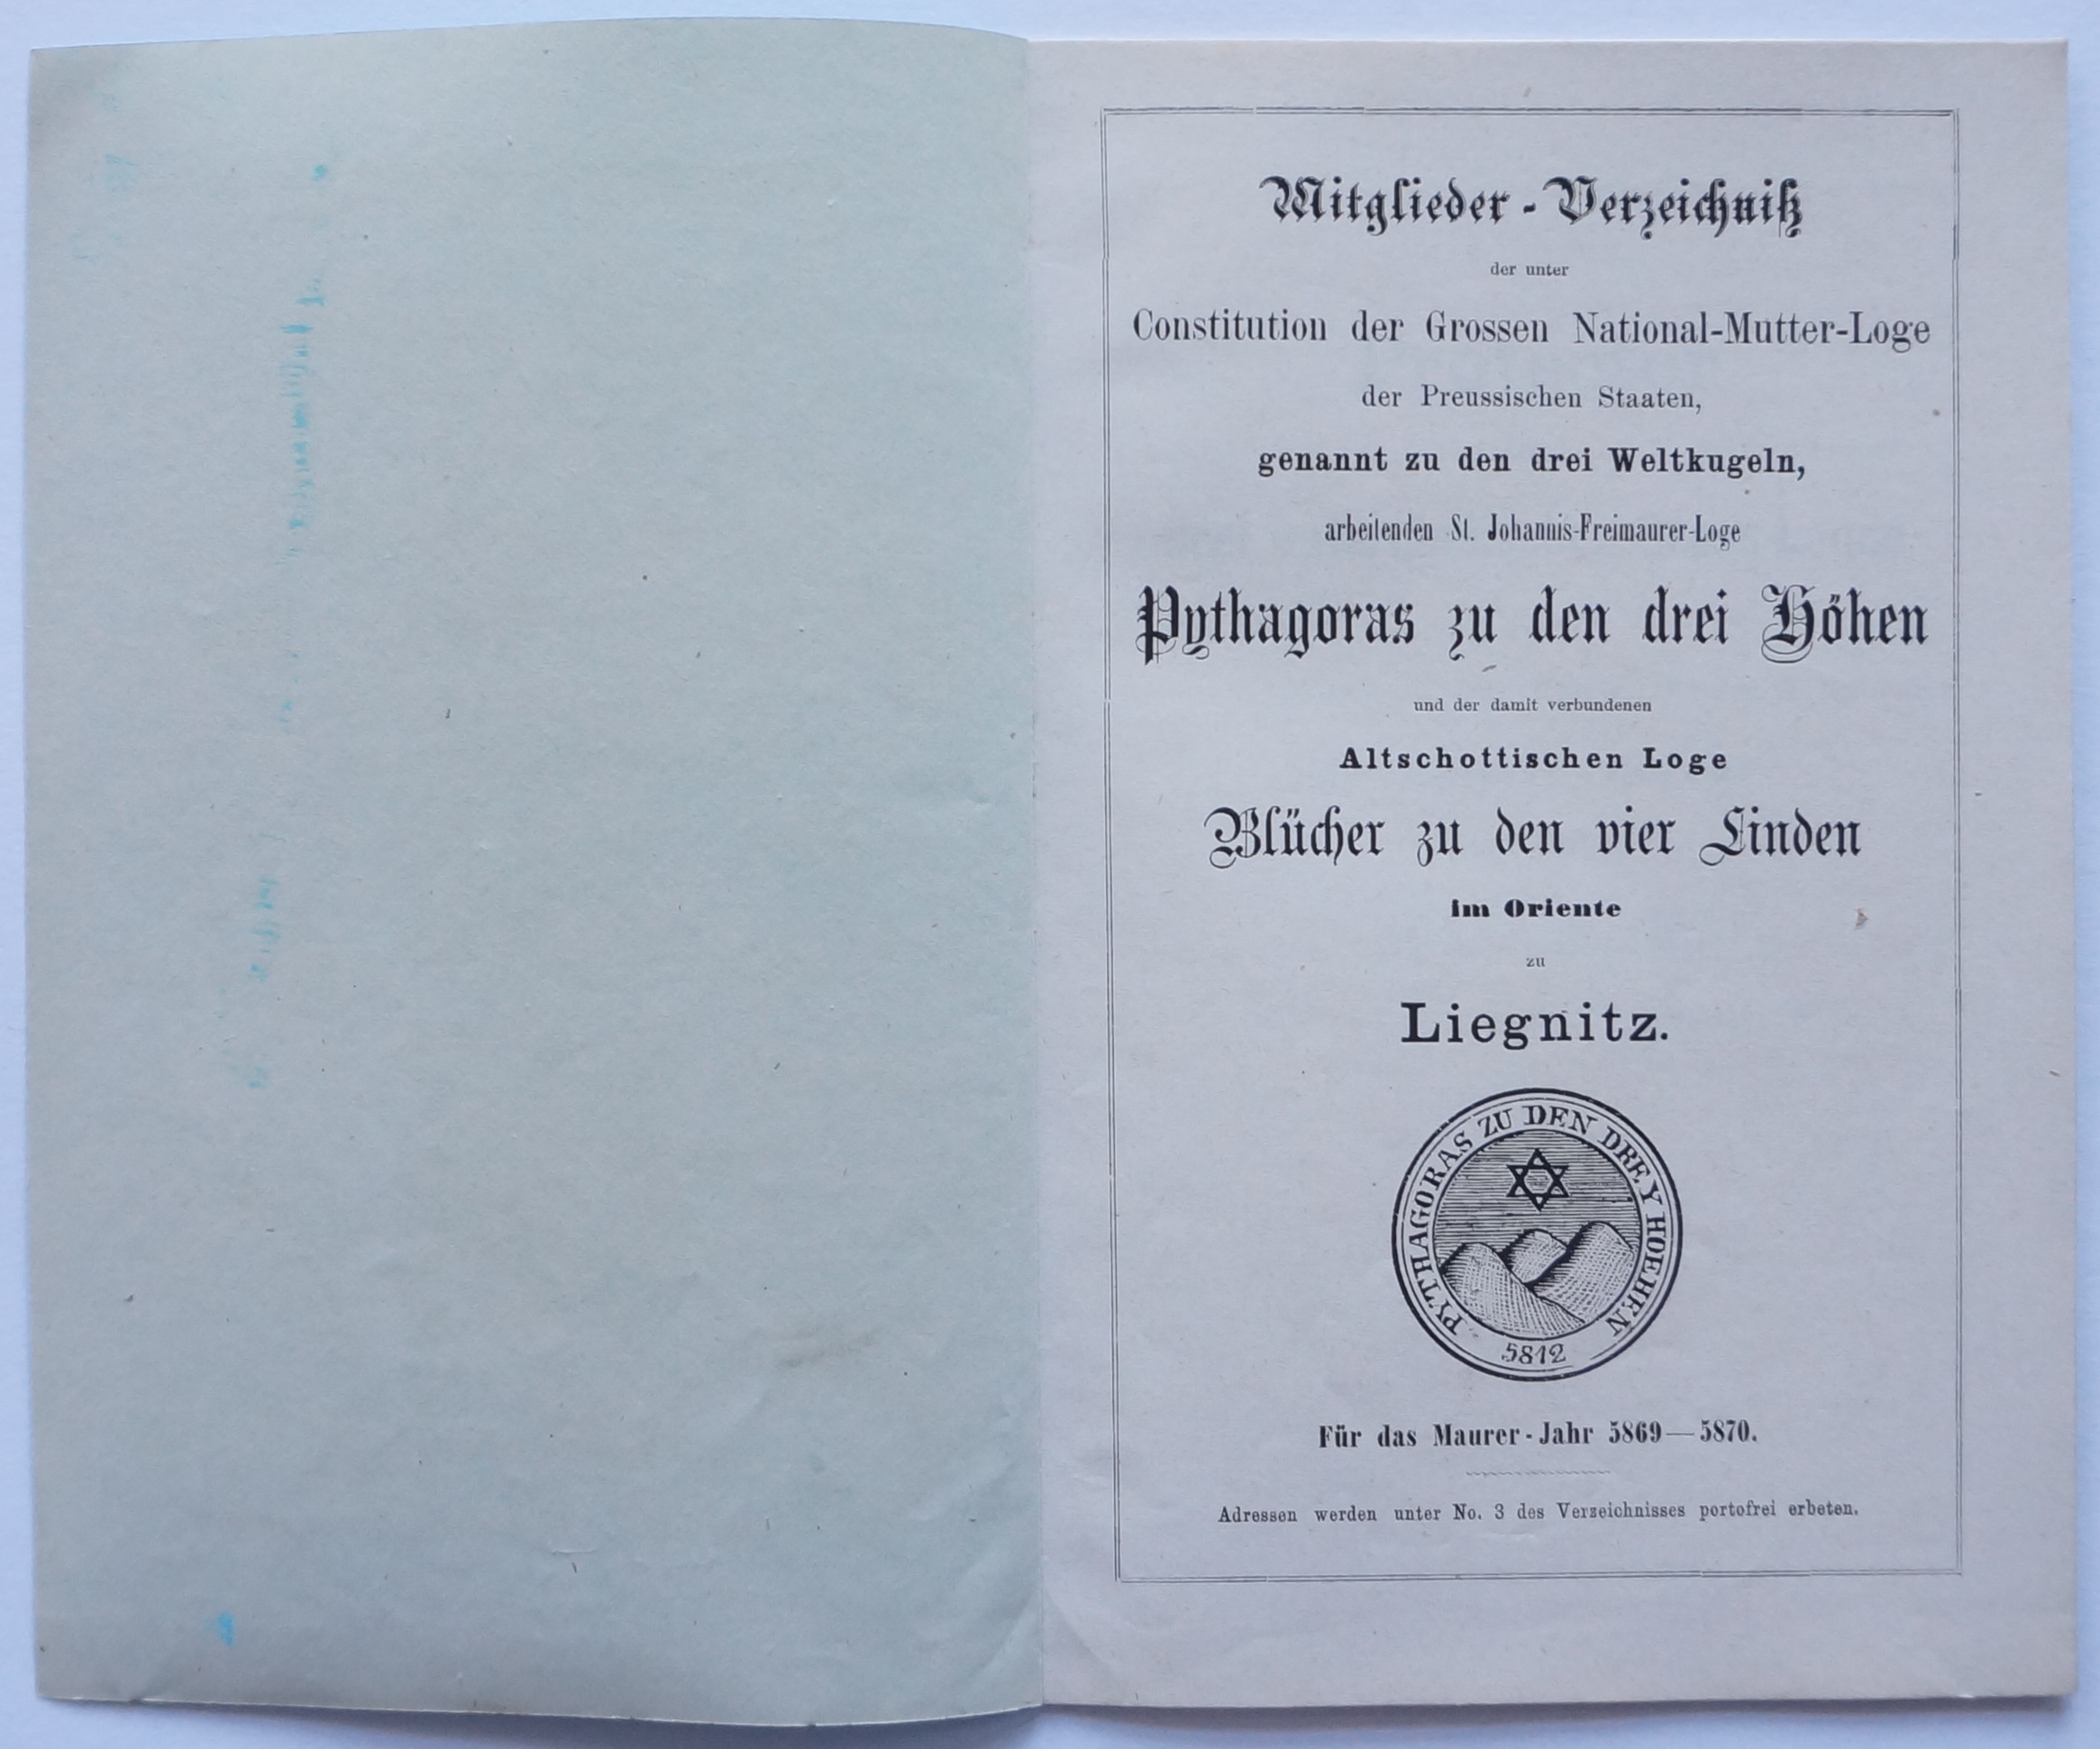 Mitglieder-Verzeichniß
der unter
Constitution der Grossen National-Mutter-Loge
der Preussischen Staaten,
genannt zu den drei Weltkugeln,
arbeitenden St. Johannis-Freimaurer-Loge
Pythagoras zu den drei Höhen
und der damit verbundenen
Altschottischen Loge
Blücher zu den vier Linden
im Oriente
zu
Liegnitz.
PYTHAGORAS ZU DEN DREY HOEHEN
5812
Für das Maurer-Jahr 5869—5870.
Adressen werden unter No. 3 des Verzeichnisses portofrei erbeten.